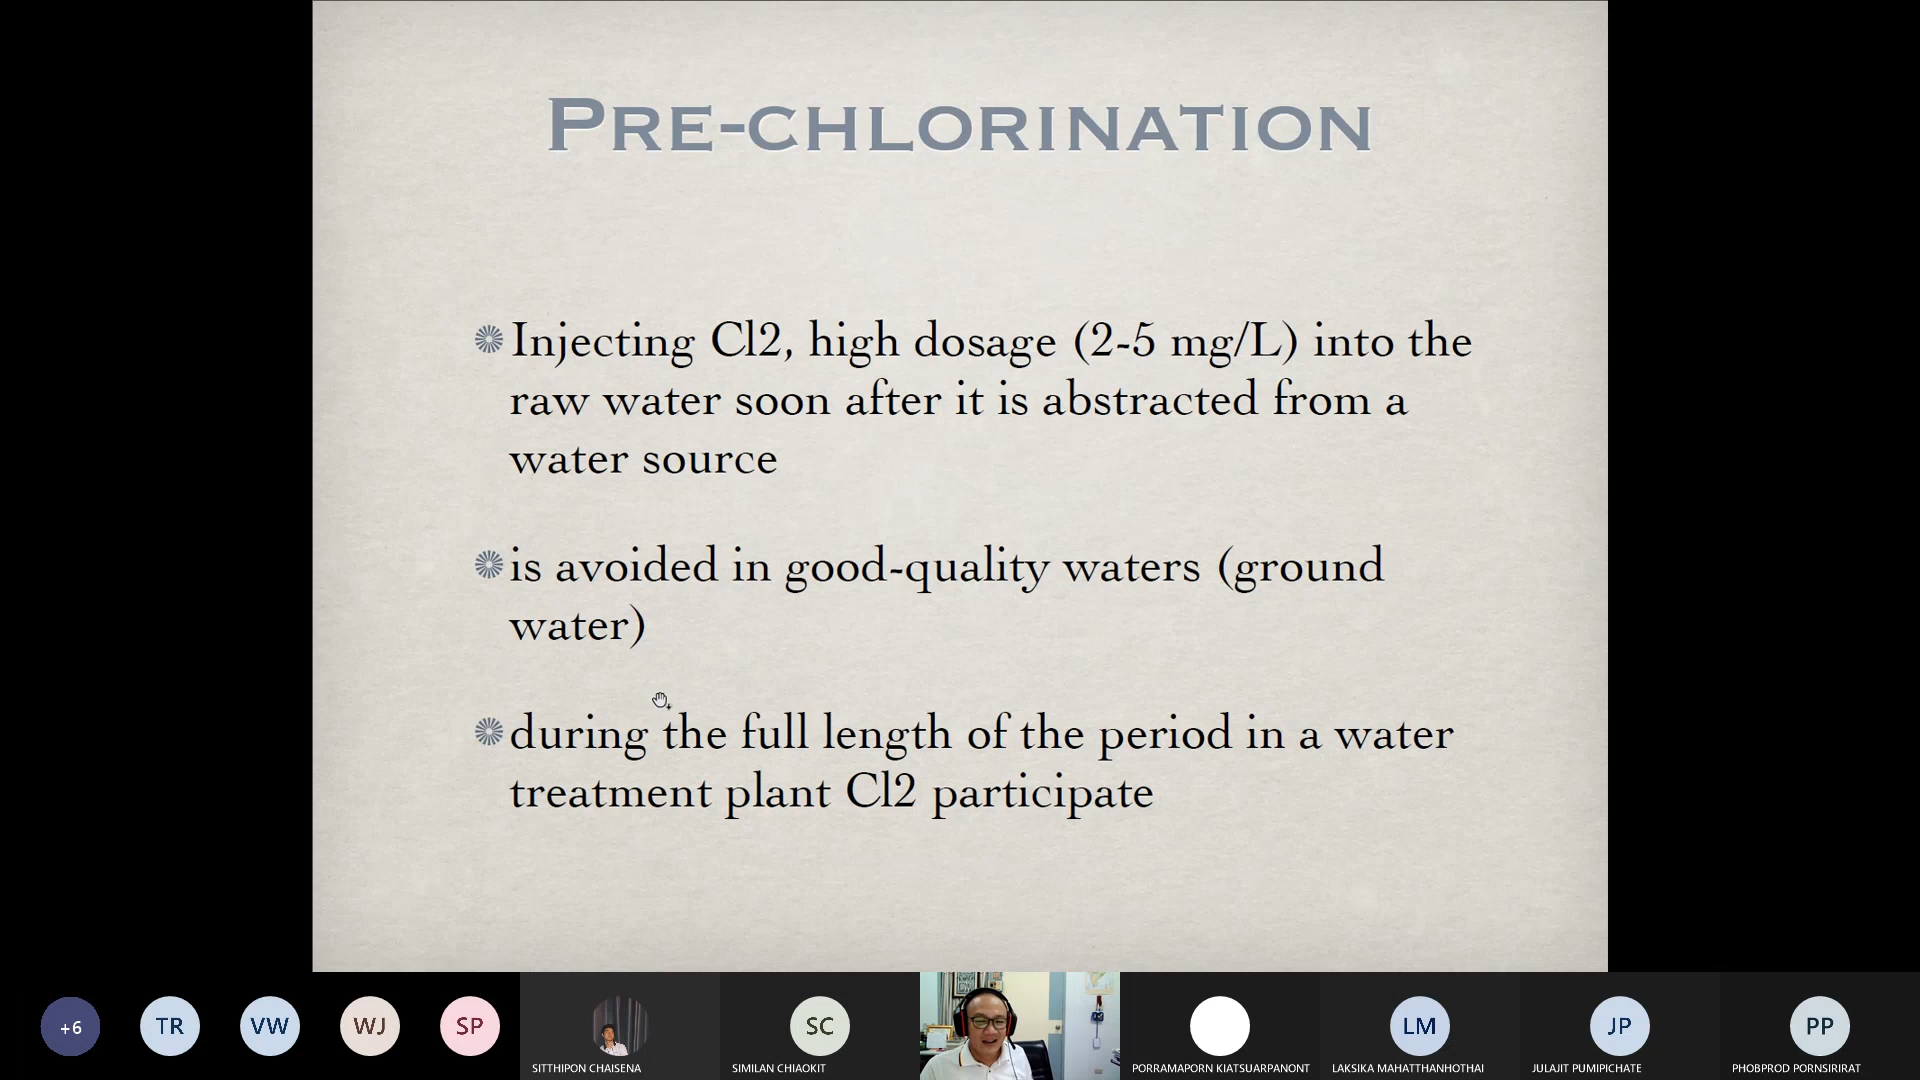 PRE-CHLORINATION
Injecting Cl2, high dosage (2-5 mg/L) into the
raw water soon after it is abstracted from a
water source
is avoided in good-quality waters (ground
water)
during the full length of the period in a water
treatment plant Cl2 participate
+6
TR
VW
WJ
SP
SITTHIPON CHAISENA
SC
SIMILAN CHIAOKIT
PORRAMAPORN KIATSUARPANONT
LM
LAKSIKA MAHATTHANHOTHAI
JP
JULAJIT PUMIPICHATE
PP
PHOBPROD PORNSIRIRAT